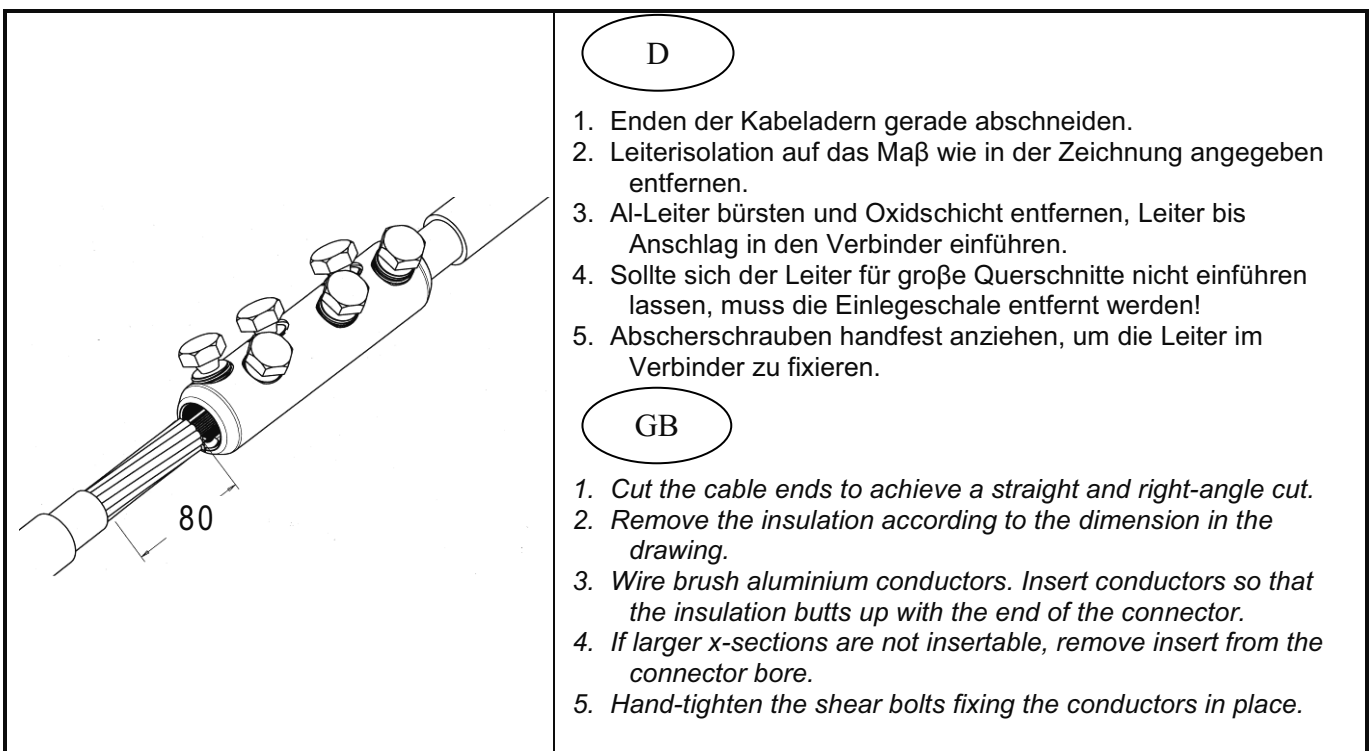 80
D
1. Enden der Kabeladern gerade abschneiden.
2. Leiterisolation auf das Maβ wie in der Zeichnung angegeben
entfernen.
3. Al-Leiter bürsten und Oxidschicht entfernen, Leiter bis
Anschlag in den Verbinder einführen.
4. Sollte sich der Leiter für groβe Querschnitte nicht einführen
lassen, muss die Einlegeschale entfernt werden!
5. Abscherschrauben handfest anziehen, um die Leiter im
Verbinder zu fixieren.
GB
1. Cut the cable ends to achieve a straight and right-angle cut.
2. Remove the insulation according to the dimension in the
drawing.
3. Wire brush aluminium conductors. Insert conductors so that
the insulation butts up with the end of the connector.
4. If larger x-sections are not insertable, remove insert from the
connector bore.
5. Hand-tighten the shear bolts fixing the conductors in place.